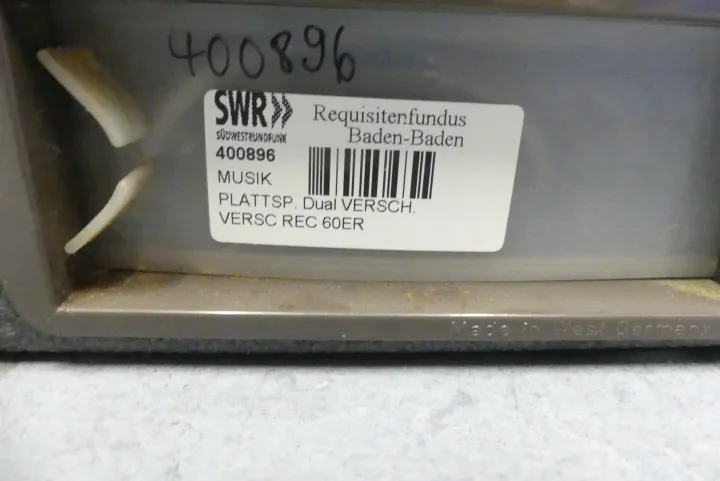 400896
SWR»
SÜDWESTRUNDFUNK
Requisitenfundus
Baden-Baden
400896
MUSIK
PLATTSP. Dual VERSCH.
VERSC REC 60ER
Made in West Germany